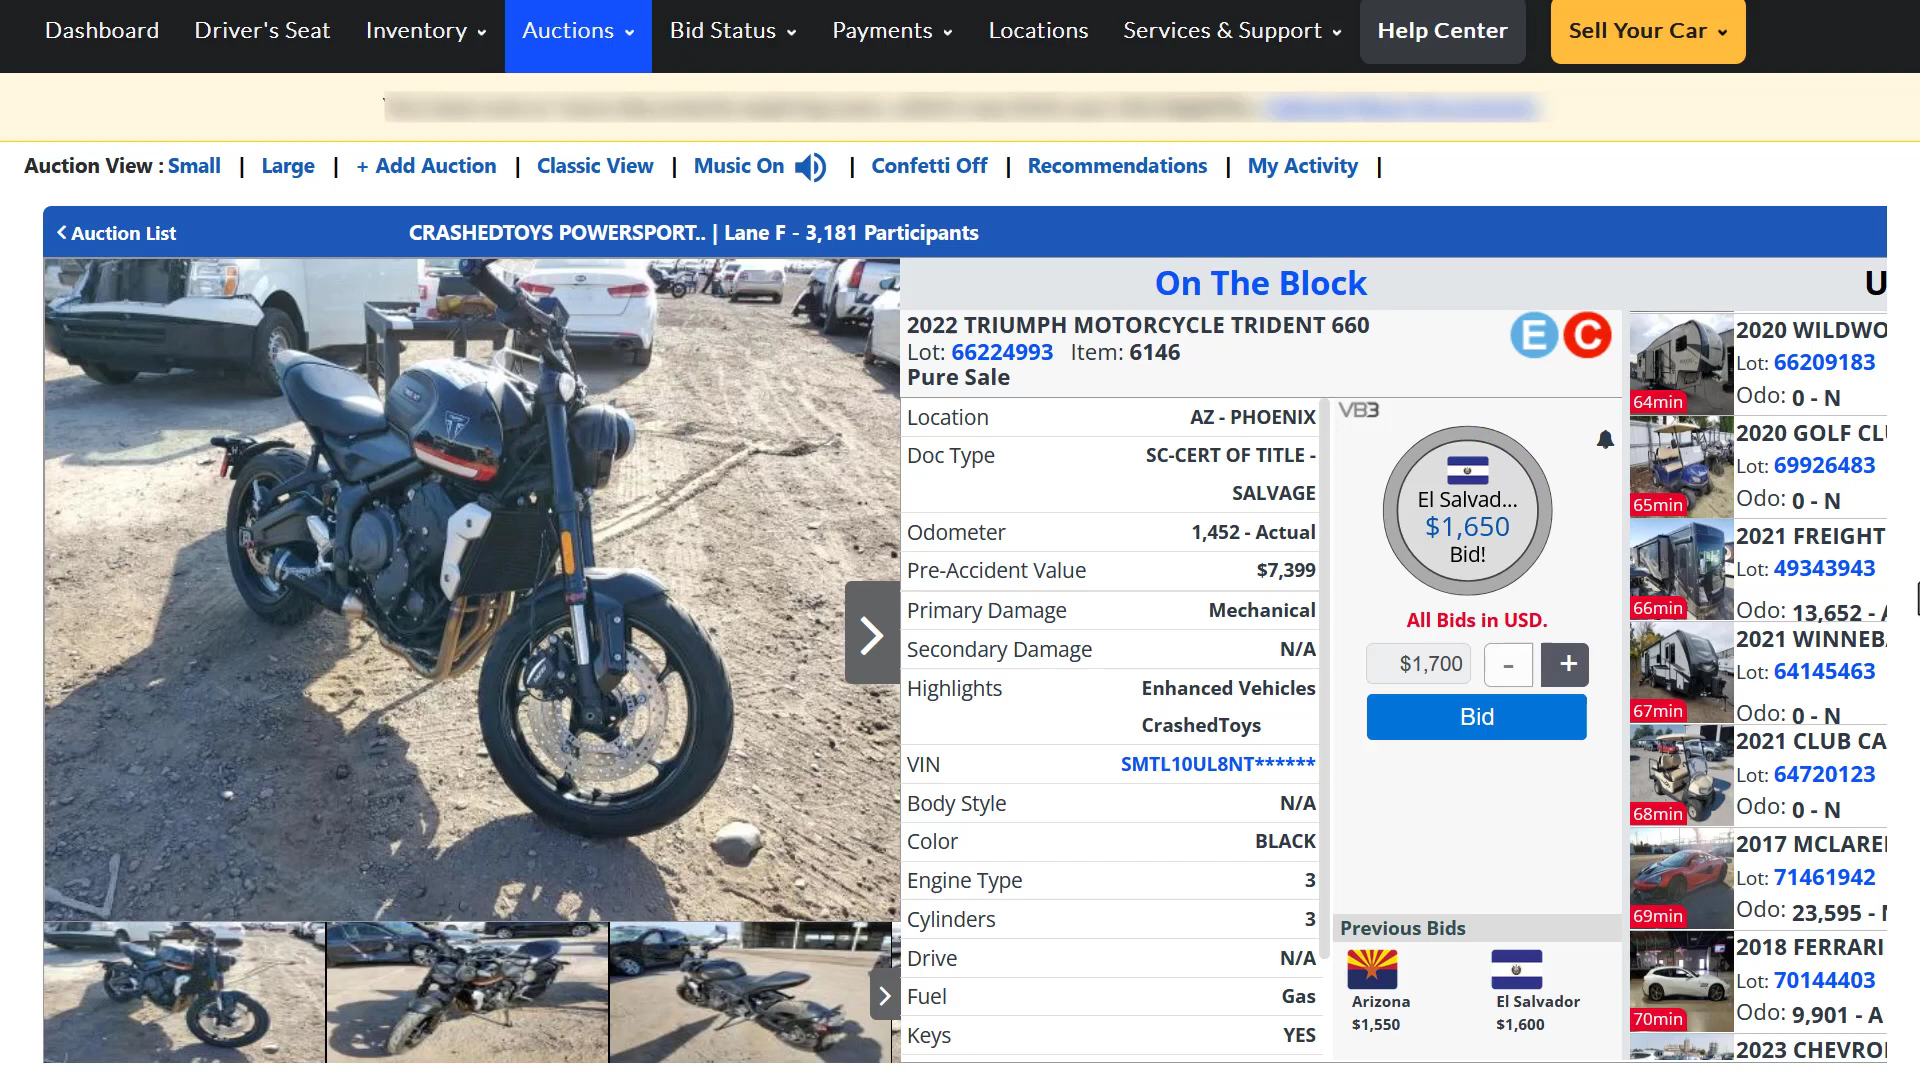 Dashboard Driver's Seat Inventory Auctions Bid Status Payments Locations Services & Support Help Center Sell Your Car
Auction View : Small | Large | + Add Auction | Classic View | Music On | Confetti Off | Recommendations | My Activity |
Auction List
CRASHEDTOYS POWERSPORT.. | Lane F - 3,181 Participants
On The Block
U
2022 TRIUMPH MOTORCYCLE TRIDENT 660
Lot: 66224993 Item: 6146
Pure Sale
E C
Location AZ - PHOENIX
Doc Type SC-CERT OF TITLE -
SALVAGE
Odometer 1,452 - Actual
Pre-Accident Value $7,399
Primary Damage Mechanical
Secondary Damage N/A
Highlights Enhanced Vehicles
CrashedToys
VIN SMTL10UL8NT******
Body Style N/A
Color BLACK
Engine Type 3
Cylinders 3
Drive N/A
Fuel Gas
Keys YES
VB3
El Salvad...
$1,650
Bid!
All Bids in USD.
$1,700 - +
Bid
Previous Bids
Arizona
$1,550
El Salvador
$1,600
2020 WILDWO
Lot: 66209183
Odo: 0 - N
64min
2020 GOLF CLU
Lot: 69926483
Odo: 0 - N
65min
2021 FREIGHT
Lot: 49343943
Odo: 13,652 - A
66min
2021 WINNEBA
Lot: 64145463
Odo: 0 - N
67min
2021 CLUB CA
Lot: 64720123
Odo: 0 - N
68min
2017 MCLAREN
Lot: 71461942
Odo: 23,595 - N
69min
2018 FERRARI
Lot: 70144403
Odo: 9,901 - A
70min
2023 CHEVROL